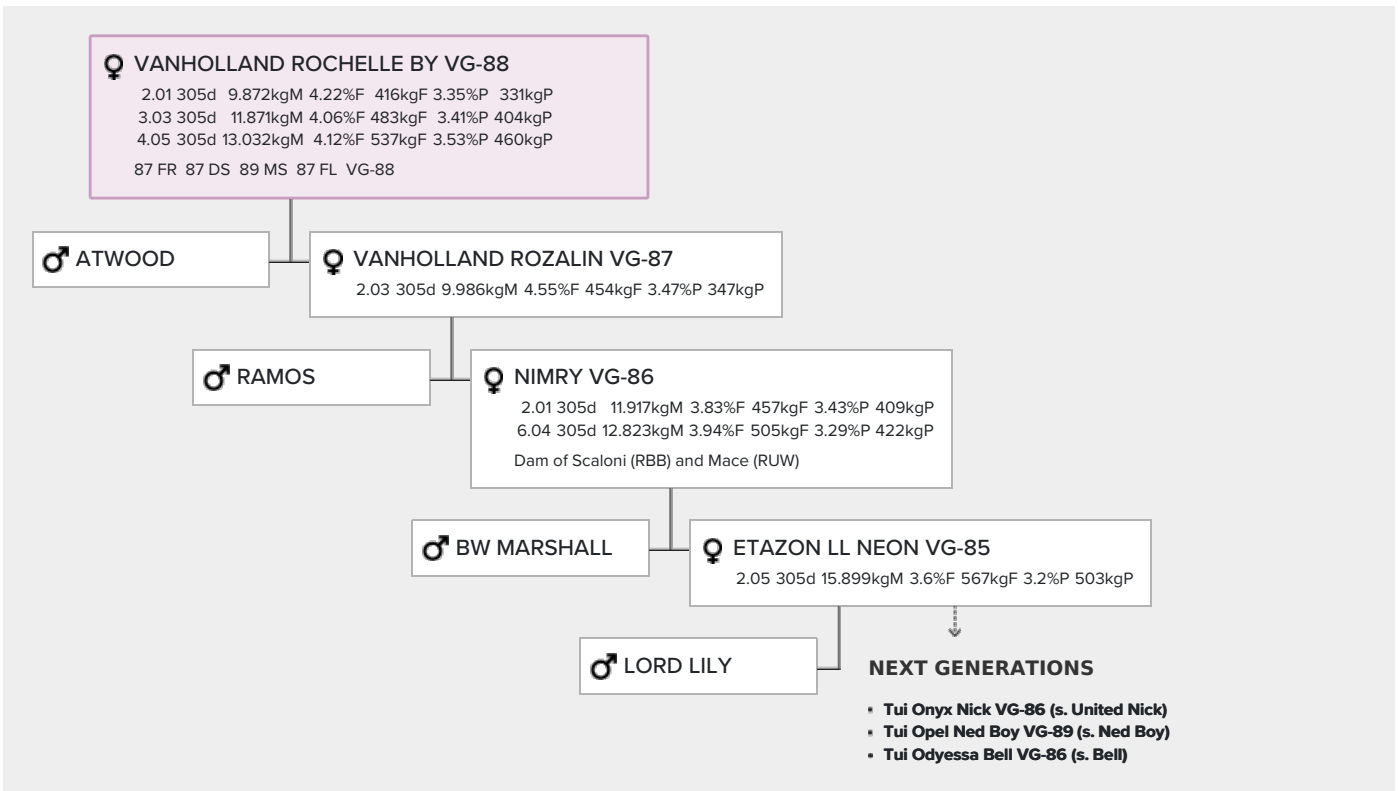 VANHOLLAND ROCHELLE BY VG-88
2.01 305d 9.872kgM 4.22%F 416kgF 3.35%P 331kgP
3.03 305d 11.871kgM 4.06%F 483kgF 3.41%P 404kgP
4.05 305d 13.032kgM 4.12%F 537kgF 3.53%P 460kgP
87 FR 87 DS 89 MS 87 FL VG-88
ATWOOD
VANHOLLAND ROZALIN VG-87
2.03 305d 9.986kgM 4.55%F 454kgF 3.47%P 347kgP
RAMOS
NIMRY VG-86
2.01 305d 11.917kgM 3.83%F 457kgF 3.43%P 409kgP
6.04 305d 12.823kgM 3.94%F 505kgF 3.29%P 422kgP
Dam of Scaloni (RBB) and Mace (RUW)
BW MARSHALL
ETAZON LL NEON VG-85
2.05 305d 15.899kgM 3.6%F 567kgF 3.2%P 503kgP
LORD LILY
NEXT GENERATIONS
▪ Tui Onyx Nick VG-86 (s. United Nick)
▪ Tui Opel Ned Boy VG-89 (s. Ned Boy)
▪ Tui Odyessa Bell VG-86 (s. Bell)